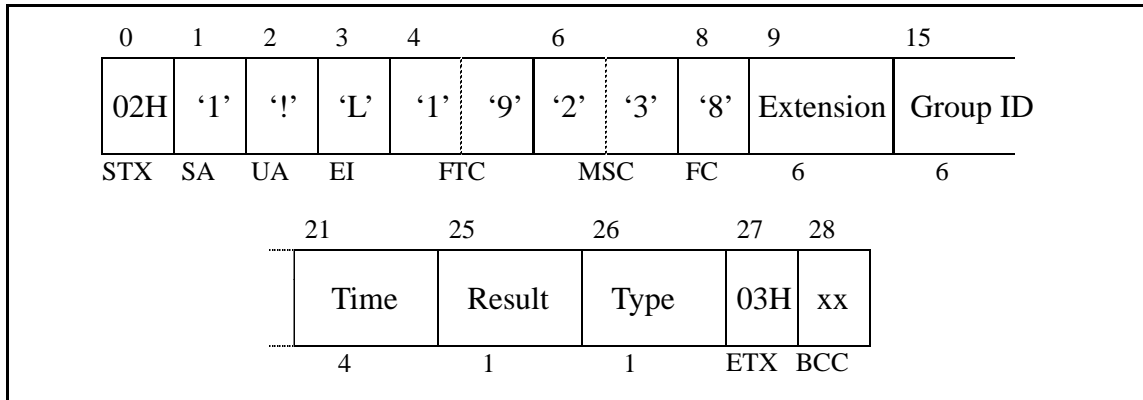 0 1 2 3 4 6 8 9 15
02H ‘1’ ‘!’ ‘L’ ‘1’ ‘9’ ‘2’ ‘3’ ‘8’ Extension Group ID
STX SA UA EI FTC MSC FC 6 6
21 25 26 27 28
Time Result Type 03H xx
4 1 1 ETX BCC